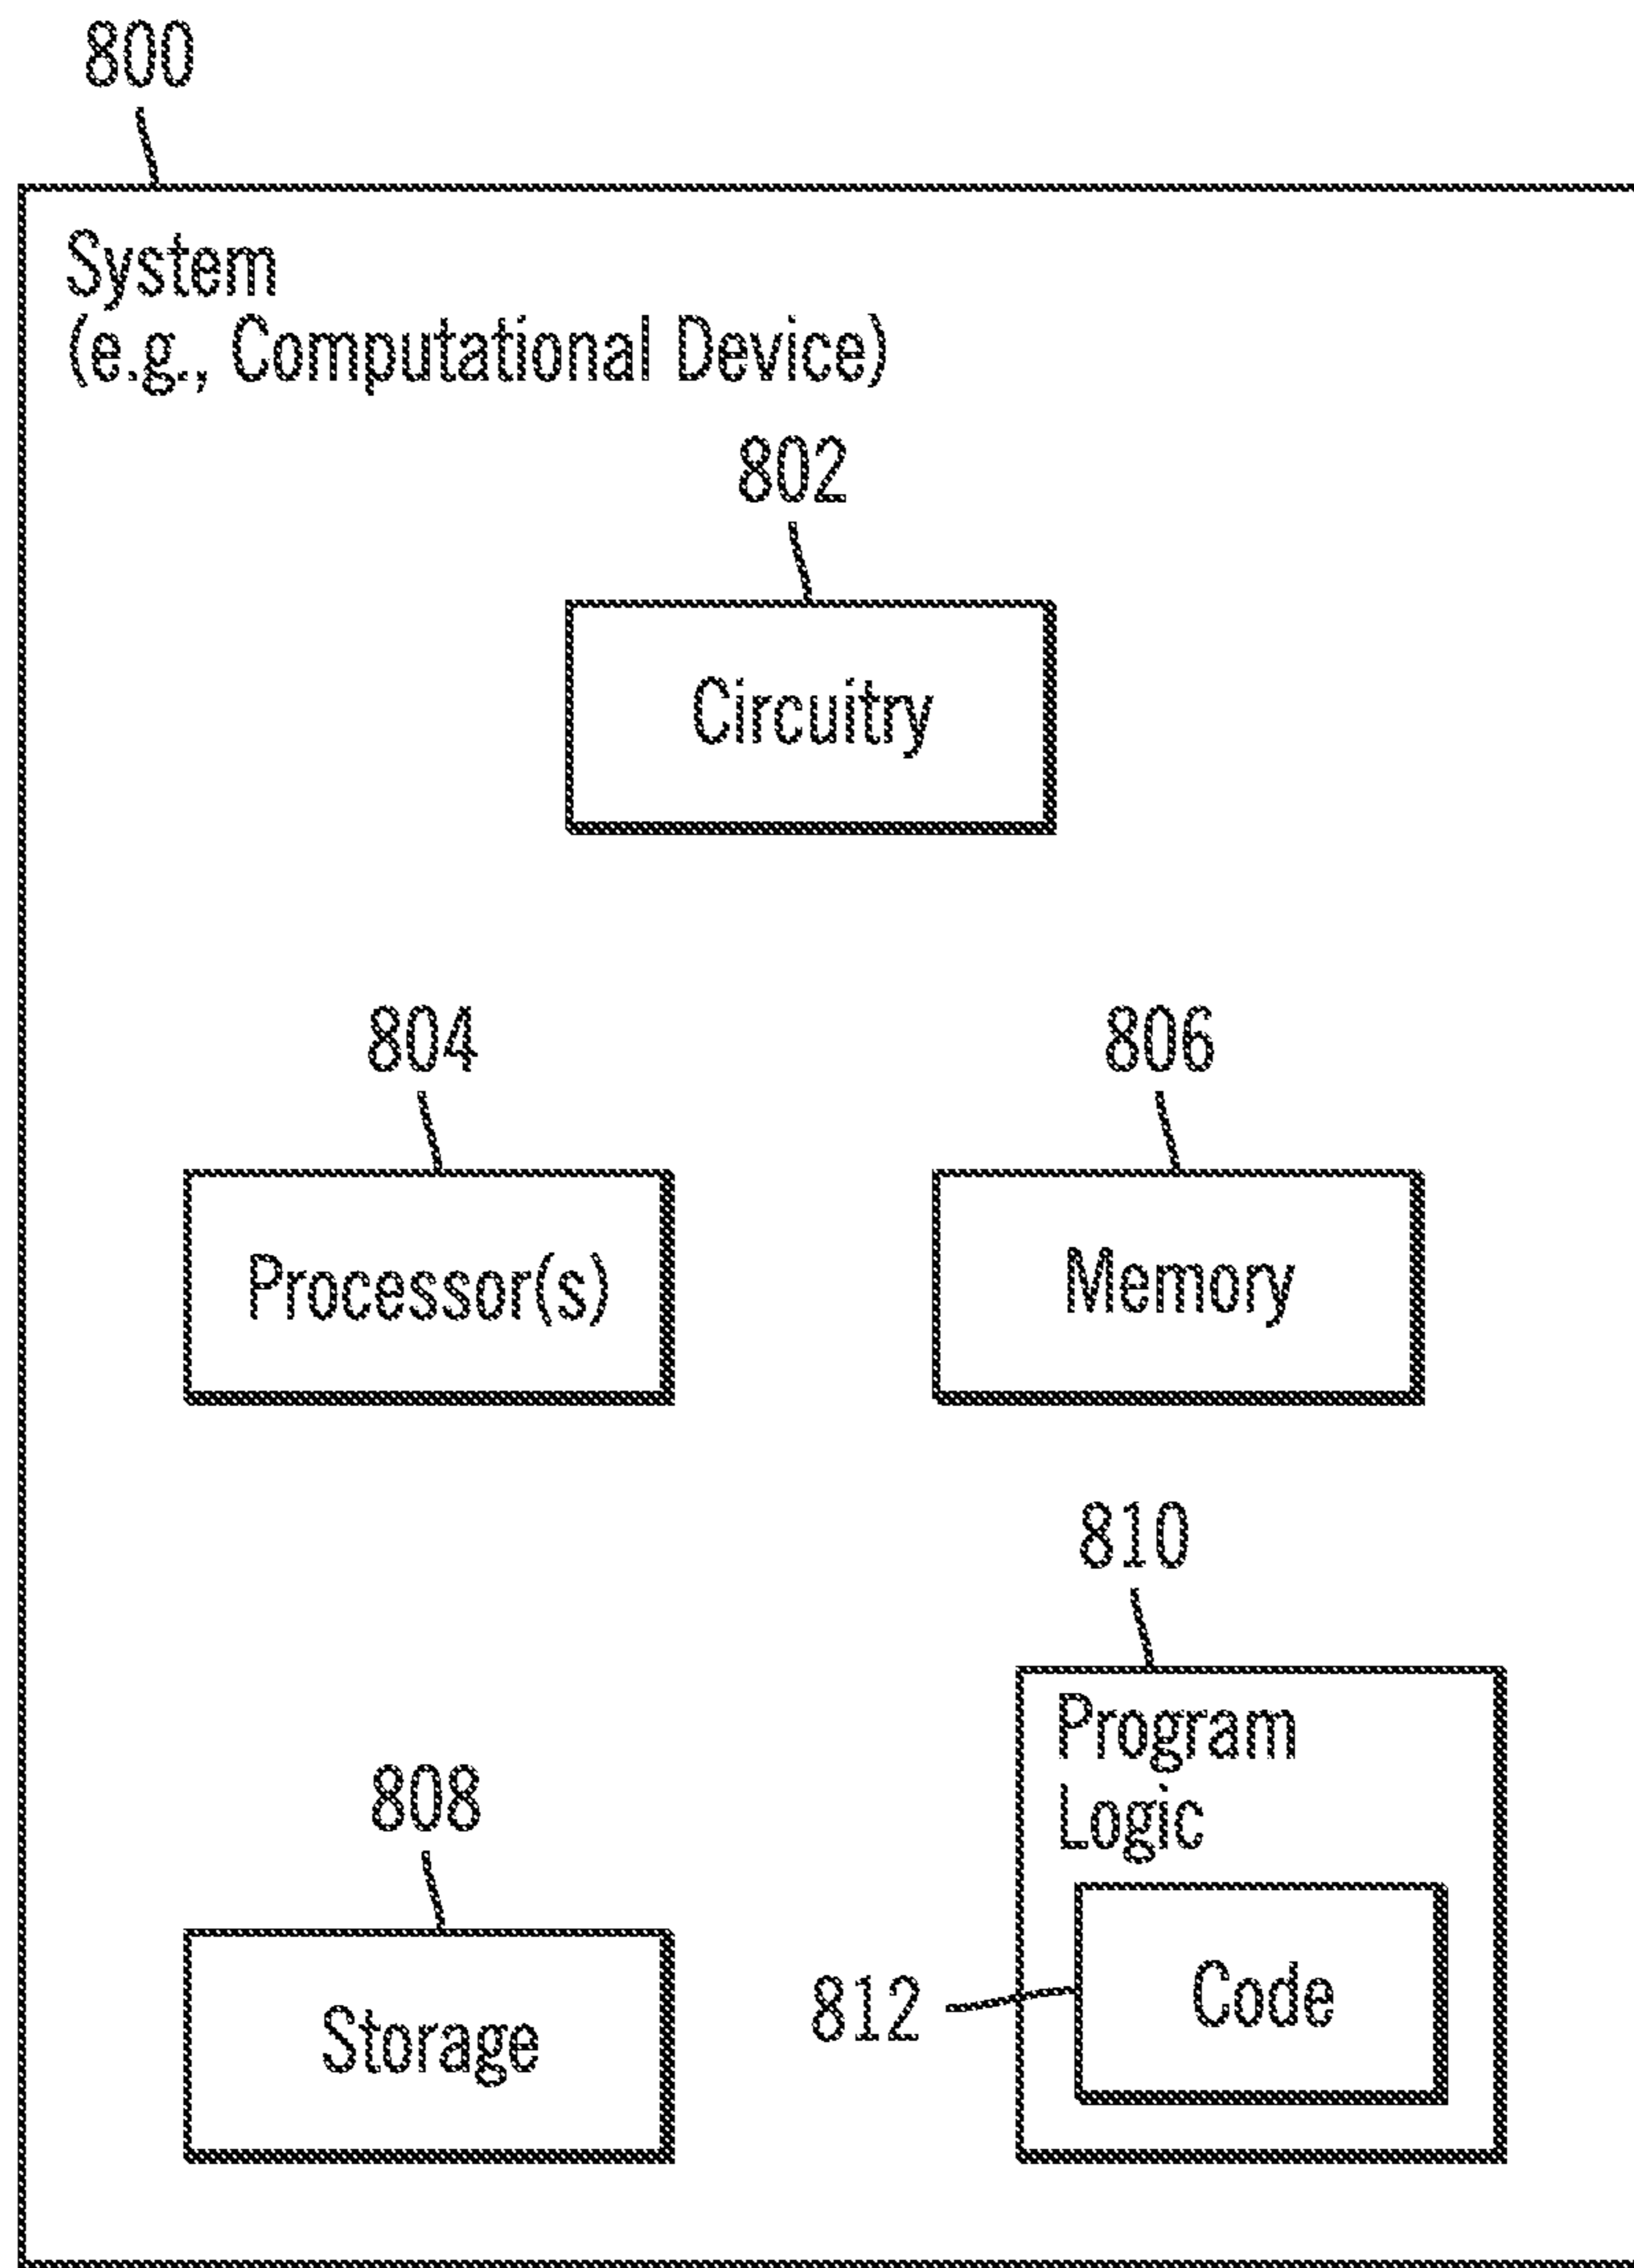 800
System
(e.g., Computational Device)
802
Circuitry
804
806
Processor(s)
Memory
810
Program
Logic
808
812
Code
Storage